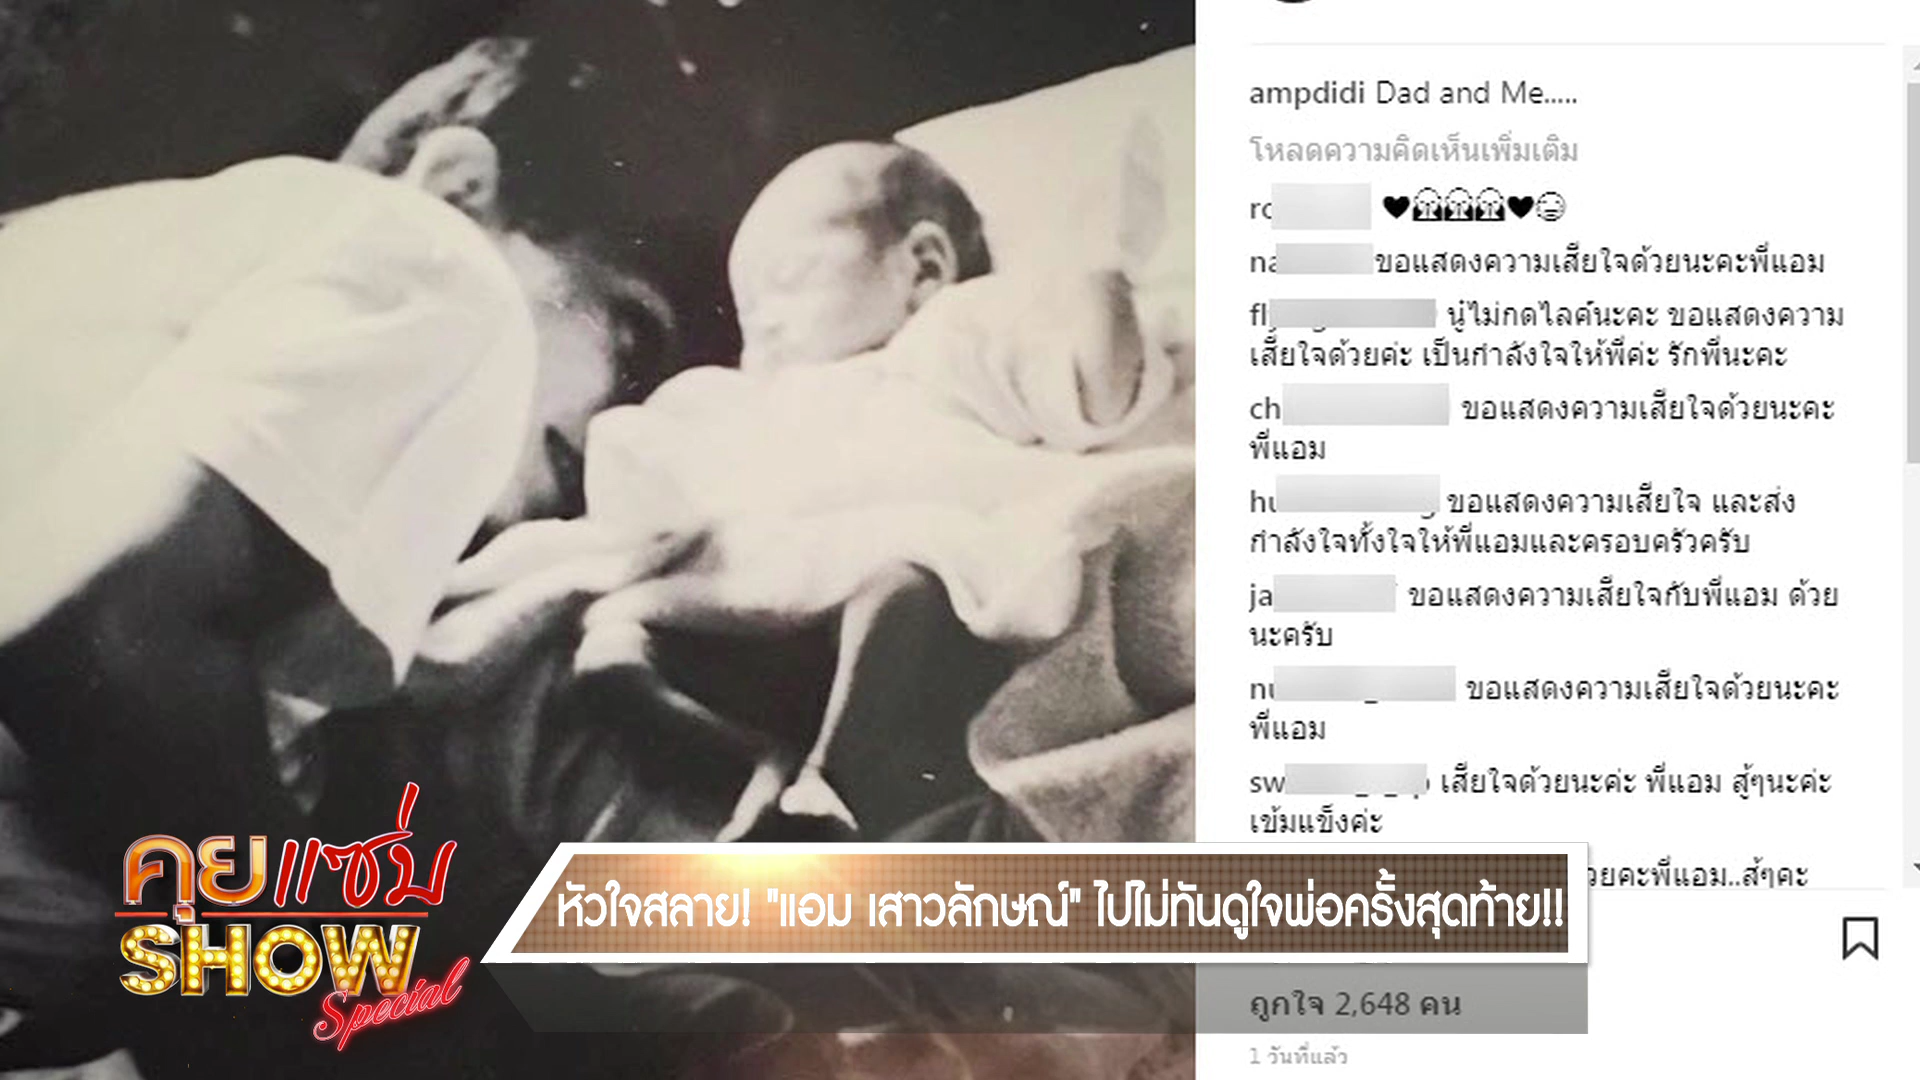 ampdidi Dad and Me.....
โหลดความคิดเห็นเพิ่มเติม
ro
na ขอแสดงความเสียใจด้วยนะคะพี่แอม
fl นู๋ไม่กดไลค์นะคะ ขอแสดงความ
เสียใจด้วยค่ะ เป็นกำลังใจให้พี่ค่ะ รักพี่นะคะ
ch ขอแสดงความเสียใจด้วยนะคะ
พี่แอม
hu ขอแสดงความเสียใจ และส่ง
กำลังใจทั้งใจให้พี่แอมและครอบครัวครับ
ja ขอแสดงความเสียใจกับพี่แอม ด้วย
นะครับ
nu ขอแสดงความเสียใจด้วยนะคะ
พี่แอม
sw เสียใจด้วยนะค่ะ พี่แอม สู้ๆนะค่ะ
เข้มแข็งค่ะ
วยคะพี่แอม..สู้ๆคะ
คุยแซ่บ
SHOW
Special
หัวใจสลาย! "แอม เสาวลักษณ์" ไปไม่ทันดูใจพ่อครั้งสุดท้าย!!
ถูกใจ 2,648 คน
1 วันที่แล้ว